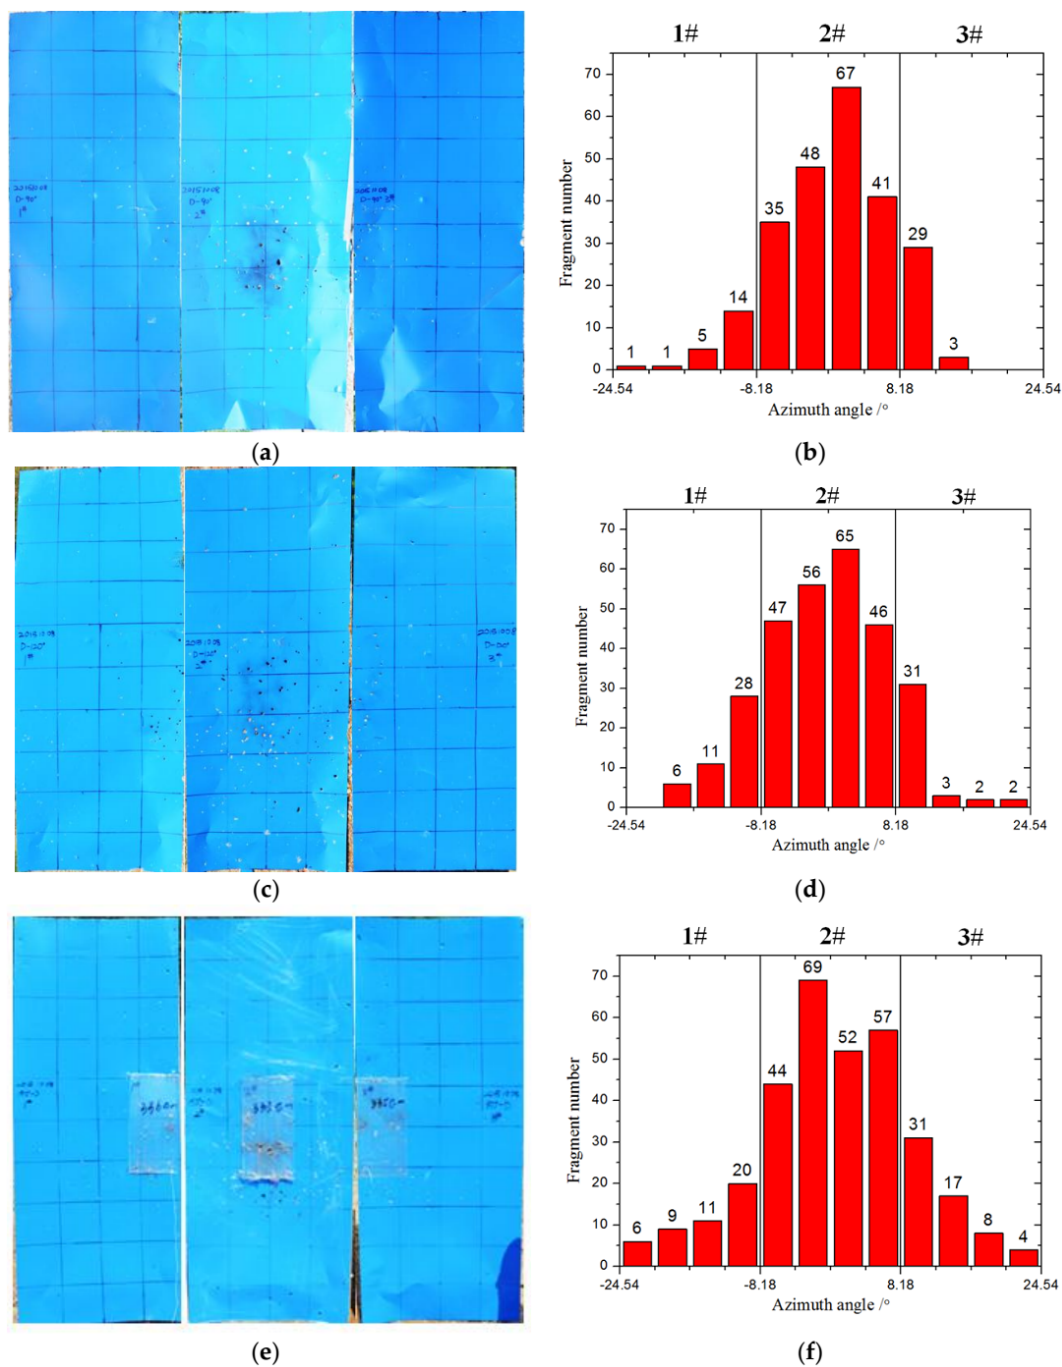 1# 2# 3#
70
60
50
40
30
20
10
0
Fragment number
1 1 5 14 35 48 67 41 29 3
-24.54 -8.18 8.18 24.54
Azimuth angle /°
(a) (b)
1# 2# 3#
70
60
50
40
30
20
10
0
Fragment number
6 11 28 47 56 65 46 31 3 2 2
-24.54 -8.18 8.18 24.54
Azimuth angle /°
(c) (d)
1# 2# 3#
70
60
50
40
30
20
10
0
Fragment number
6 9 11 20 44 69 52 57 31 17 8 4
-24.54 -8.18 8.18 24.54
Azimuth angle /°
(e) (f)